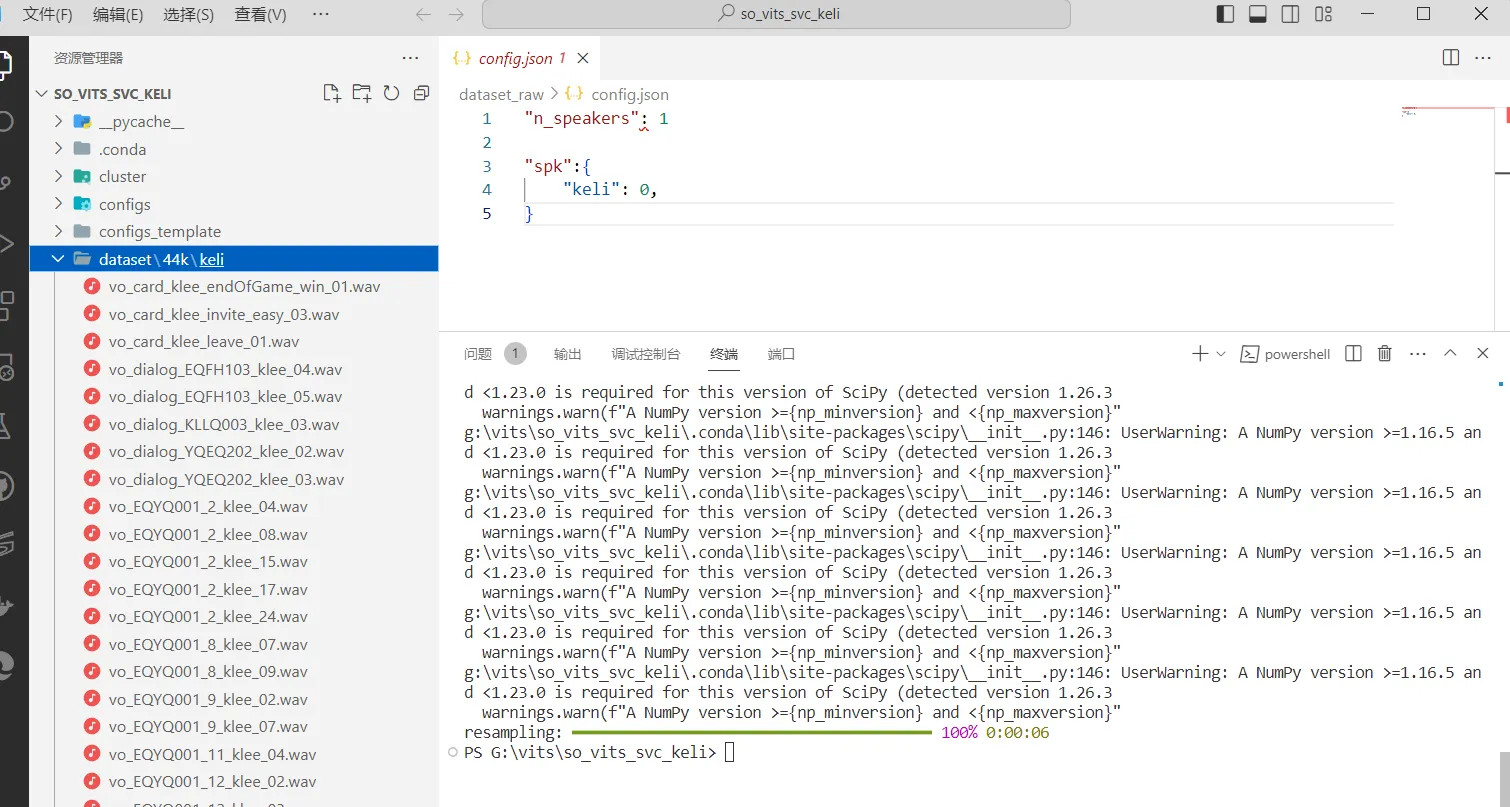 文件(F) 编辑(E) 选择(S) 查看(V) ··· so_vits_svc_keli
资源管理器 ···
SO_VITS_SVC_KELI
__pycache__
.conda
cluster
configs
configs_template
dataset\44k\keli
vo_card_klee_endOfGame_win_01.wav
vo_card_klee_invite_easy_03.wav
vo_card_klee_leave_01.wav
vo_dialog_EQFH103_klee_04.wav
vo_dialog_EQFH103_klee_05.wav
vo_dialog_KLLQ003_klee_03.wav
vo_dialog_YQEQ202_klee_02.wav
vo_dialog_YQEQ202_klee_03.wav
vo_EQYQ001_2_klee_04.wav
vo_EQYQ001_2_klee_08.wav
vo_EQYQ001_2_klee_15.wav
vo_EQYQ001_2_klee_17.wav
vo_EQYQ001_2_klee_24.wav
vo_EQYQ001_8_klee_07.wav
vo_EQYQ001_8_klee_09.wav
vo_EQYQ001_9_klee_02.wav
vo_EQYQ001_9_klee_07.wav
vo_EQYQ001_11_klee_04.wav
vo_EQYQ001_12_klee_02.wav
{} config.json 1
dataset_raw > {} config.json
1 "n_speakers": 1
2
3 "spk":{
4 "keli": 0,
5 }
问题 1 输出 调试控制台 终端 端口 powershell
d <1.23.0 is required for this version of SciPy (detected version 1.26.3
warnings.warn(f"A NumPy version >={np_minversion} and <{np_maxversion}"
g:\vits\so_vits_svc_keli\.conda\lib\site-packages\scipy\__init__.py:146: UserWarning: A NumPy version >=1.16.5 an
d <1.23.0 is required for this version of SciPy (detected version 1.26.3
warnings.warn(f"A NumPy version >={np_minversion} and <{np_maxversion}"
g:\vits\so_vits_svc_keli\.conda\lib\site-packages\scipy\__init__.py:146: UserWarning: A NumPy version >=1.16.5 an
d <1.23.0 is required for this version of SciPy (detected version 1.26.3
warnings.warn(f"A NumPy version >={np_minversion} and <{np_maxversion}"
g:\vits\so_vits_svc_keli\.conda\lib\site-packages\scipy\__init__.py:146: UserWarning: A NumPy version >=1.16.5 an
d <1.23.0 is required for this version of SciPy (detected version 1.26.3
warnings.warn(f"A NumPy version >={np_minversion} and <{np_maxversion}"
g:\vits\so_vits_svc_keli\.conda\lib\site-packages\scipy\__init__.py:146: UserWarning: A NumPy version >=1.16.5 an
d <1.23.0 is required for this version of SciPy (detected version 1.26.3
warnings.warn(f"A NumPy version >={np_minversion} and <{np_maxversion}"
g:\vits\so_vits_svc_keli\.conda\lib\site-packages\scipy\__init__.py:146: UserWarning: A NumPy version >=1.16.5 an
d <1.23.0 is required for this version of SciPy (detected version 1.26.3
warnings.warn(f"A NumPy version >={np_minversion} and <{np_maxversion}"
resampling: 100% 0:00:06
PS G:\vits\so_vits_svc_keli>